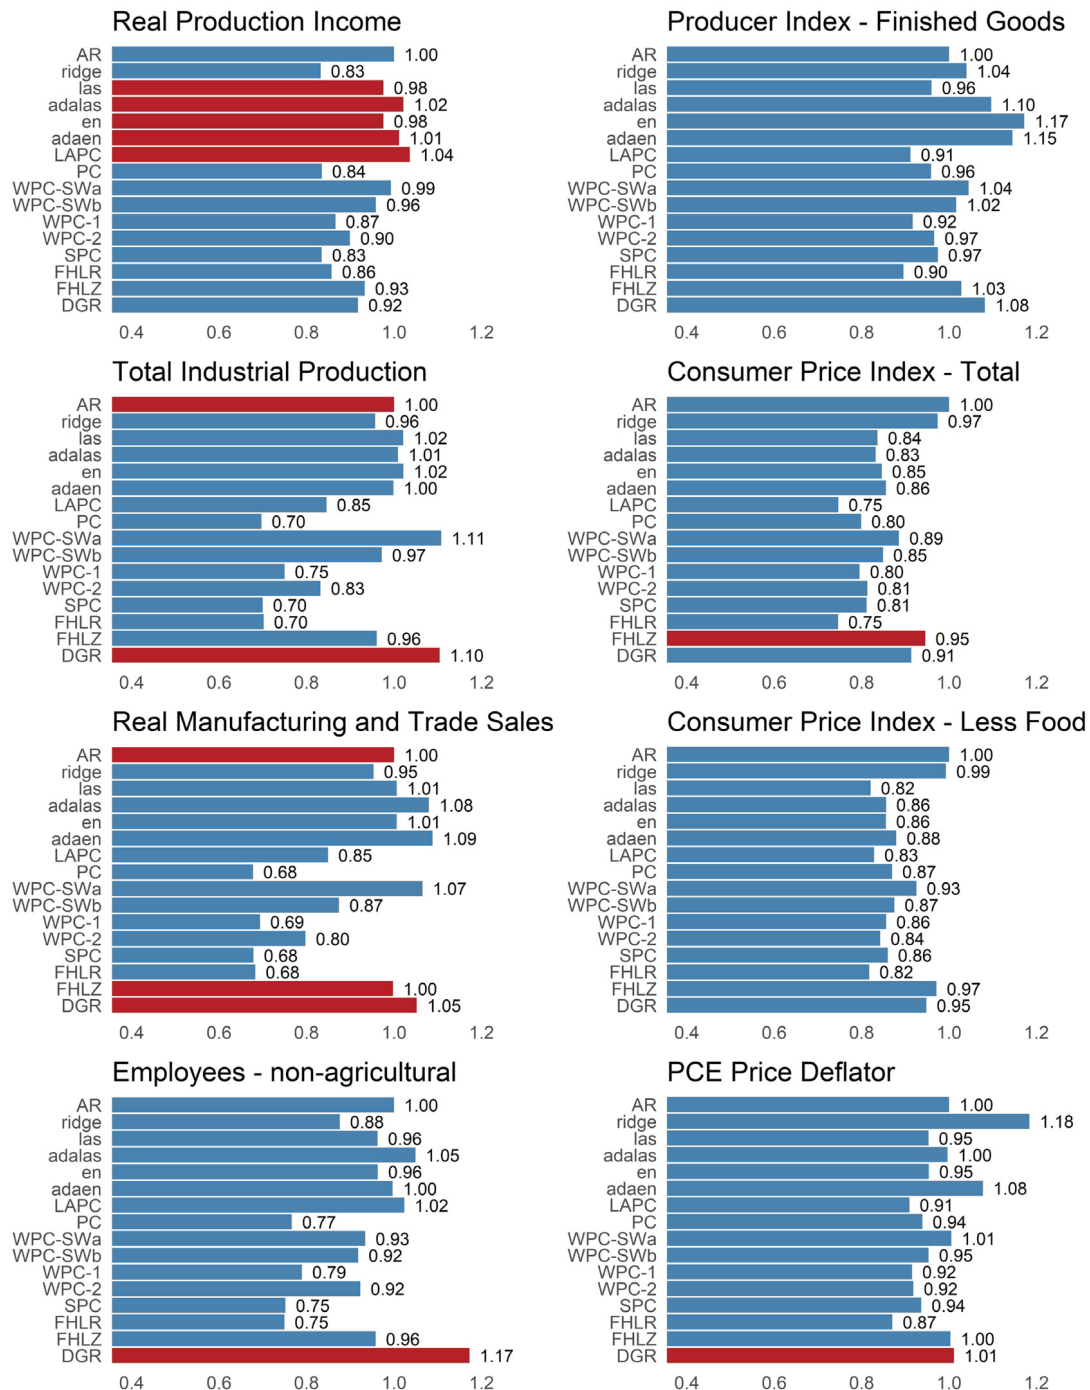 Real Production Income
AR 1.00
ridge 0.83
las 0.98
adalas 1.02
en 0.98
adaen 1.01
LAPC 1.04
PC 0.84
WPC-SWa 0.99
WPC-SWb 0.96
WPC-1 0.87
WPC-2 0.90
SPC 0.83
FHLR 0.86
FHLZ 0.93
DGR 0.92
0.4 0.6 0.8 1.0 1.2
Producer Index - Finished Goods
AR 1.00
ridge 1.04
las 0.96
adalas 1.10
en 1.17
adaen 1.15
LAPC 0.91
PC 0.96
WPC-SWa 1.04
WPC-SWb 1.02
WPC-1 0.92
WPC-2 0.97
SPC 0.97
FHLR 0.90
FHLZ 1.03
DGR 1.08
0.4 0.6 0.8 1.0 1.2
Total Industrial Production
AR 1.00
ridge 0.96
las 1.02
adalas 1.01
en 1.02
adaen 1.00
LAPC 0.85
PC 0.70
WPC-SWa 1.11
WPC-SWb 0.97
WPC-1 0.75
WPC-2 0.83
SPC 0.70
FHLR 0.70
FHLZ 0.96
DGR 1.10
0.4 0.6 0.8 1.0 1.2
Consumer Price Index - Total
AR 1.00
ridge 0.97
las 0.84
adalas 0.83
en 0.85
adaen 0.86
LAPC 0.75
PC 0.80
WPC-SWa 0.89
WPC-SWb 0.85
WPC-1 0.80
WPC-2 0.81
SPC 0.81
FHLR 0.75
FHLZ 0.95
DGR 0.91
0.4 0.6 0.8 1.0 1.2
Real Manufacturing and Trade Sales
AR 1.00
ridge 0.95
las 1.01
adalas 1.08
en 1.01
adaen 1.09
LAPC 0.85
PC 0.68
WPC-SWa 1.07
WPC-SWb 0.87
WPC-1 0.69
WPC-2 0.80
SPC 0.68
FHLR 0.68
FHLZ 1.00
DGR 1.05
0.4 0.6 0.8 1.0 1.2
Consumer Price Index - Less Food
AR 1.00
ridge 0.99
las 0.82
adalas 0.86
en 0.86
adaen 0.88
LAPC 0.83
PC 0.87
WPC-SWa 0.93
WPC-SWb 0.87
WPC-1 0.86
WPC-2 0.84
SPC 0.86
FHLR 0.82
FHLZ 0.97
DGR 0.95
0.4 0.6 0.8 1.0 1.2
Employees - non-agricultural
AR 1.00
ridge 0.88
las 0.96
adalas 1.05
en 0.96
adaen 1.00
LAPC 1.02
PC 0.77
WPC-SWa 0.93
WPC-SWb 0.92
WPC-1 0.79
WPC-2 0.92
SPC 0.75
FHLR 0.75
FHLZ 0.96
DGR 1.17
0.4 0.6 0.8 1.0 1.2
PCE Price Deflator
AR 1.00
ridge 1.18
las 0.95
adalas 1.00
en 0.95
adaen 1.08
LAPC 0.91
PC 0.94
WPC-SWa 1.01
WPC-SWb 0.95
WPC-1 0.92
WPC-2 0.92
SPC 0.94
FHLR 0.87
FHLZ 1.00
DGR 1.01
0.4 0.6 0.8 1.0 1.2